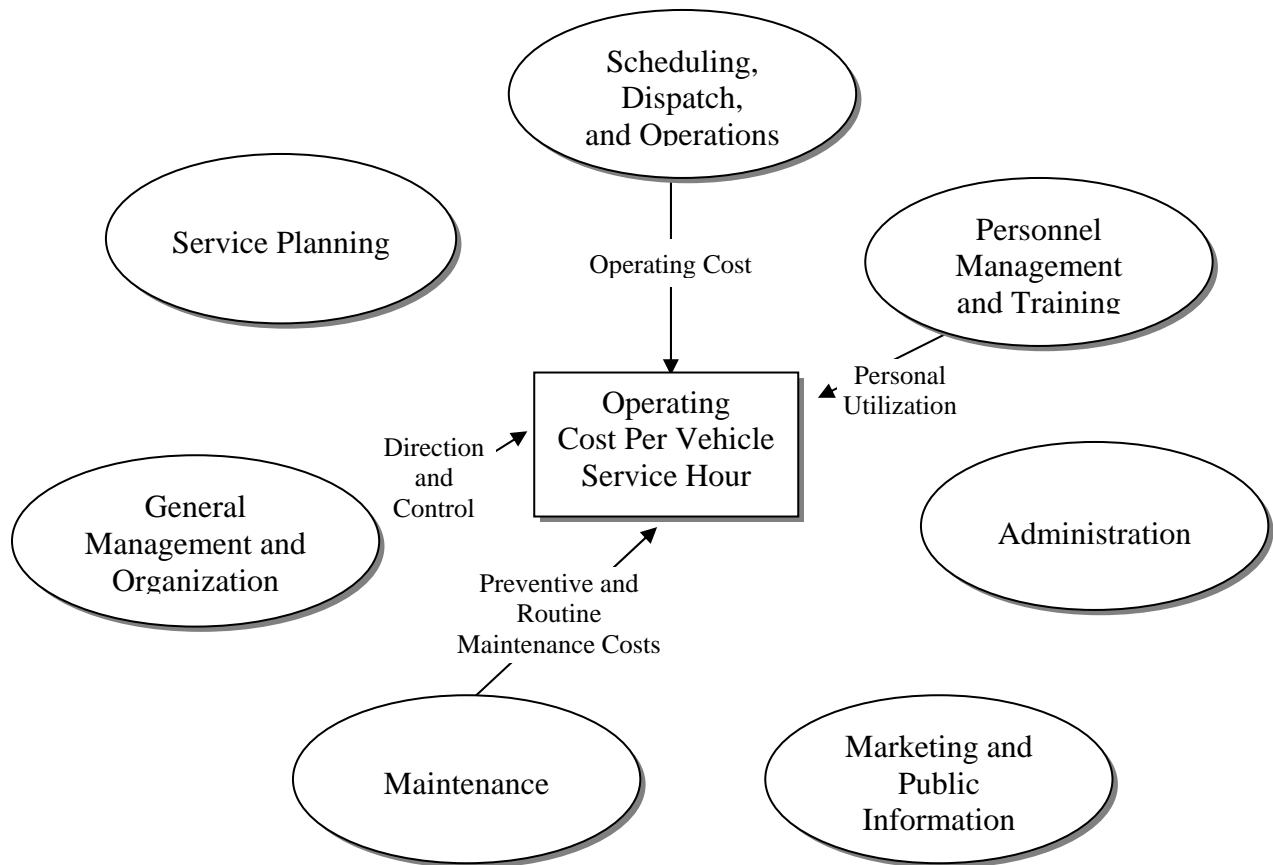 Scheduling,
Dispatch,
and Operations
Service Planning
Personnel
Management
and Training
Operating Cost
Personal
Utilization
Operating
Cost Per Vehicle
Service Hour
Direction
and
Control
General
Management and
Organization
Administration
Preventive and
Routine
Maintenance Costs
Maintenance
Marketing and
Public
Information